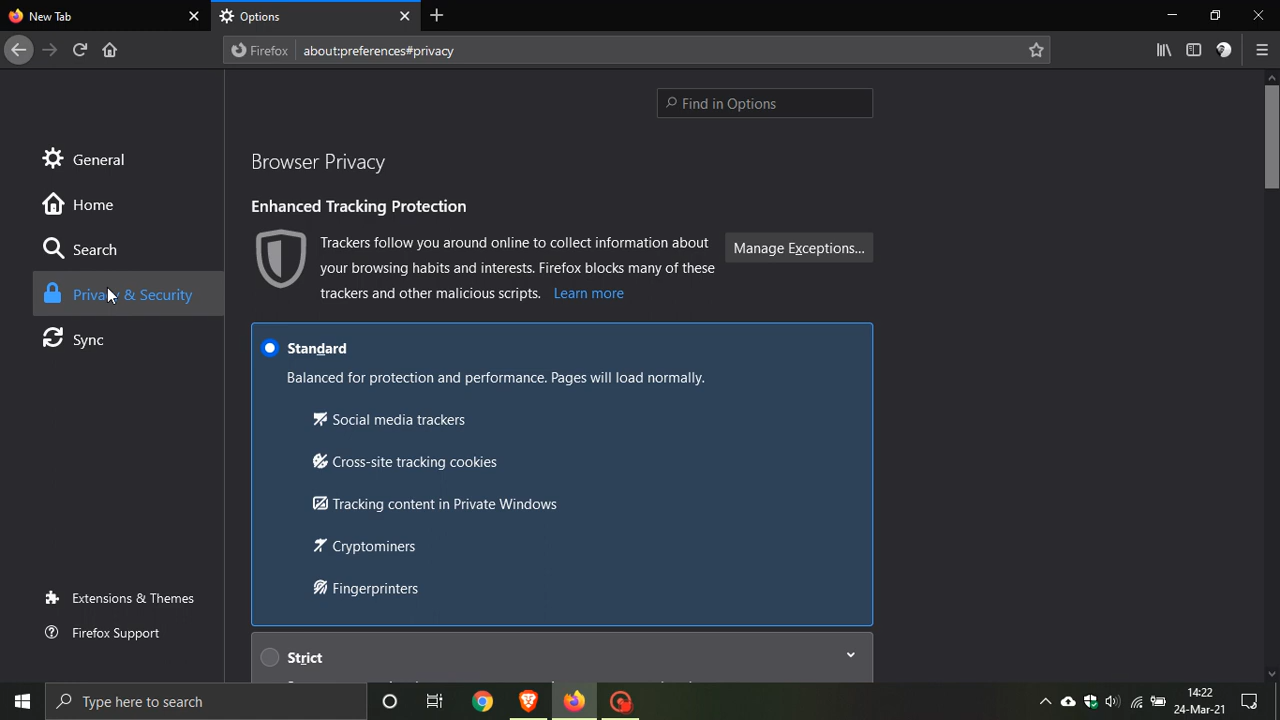 New Tab
Options
Firefox
about:preferences#privacy
Find in Options
General
Home
Search
Privacy & Security
Sync
Extensions & Themes
Firefox Support
Browser Privacy
Enhanced Tracking Protection
Trackers follow you around online to collect information about
your browsing habits and interests. Firefox blocks many of these
trackers and other malicious scripts. Learn more
Manage Exceptions...
Standard
Balanced for protection and performance. Pages will load normally.
Social media trackers
Cross-site tracking cookies
Tracking content in Private Windows
Cryptominers
Fingerprinters
Strict
Type here to search
14:22
24-Mar-21